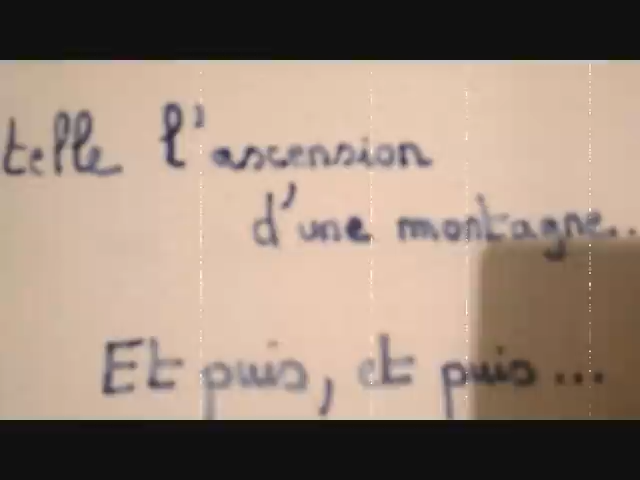 telle l'ascension
d'une montagne...
Et puis, et puis...